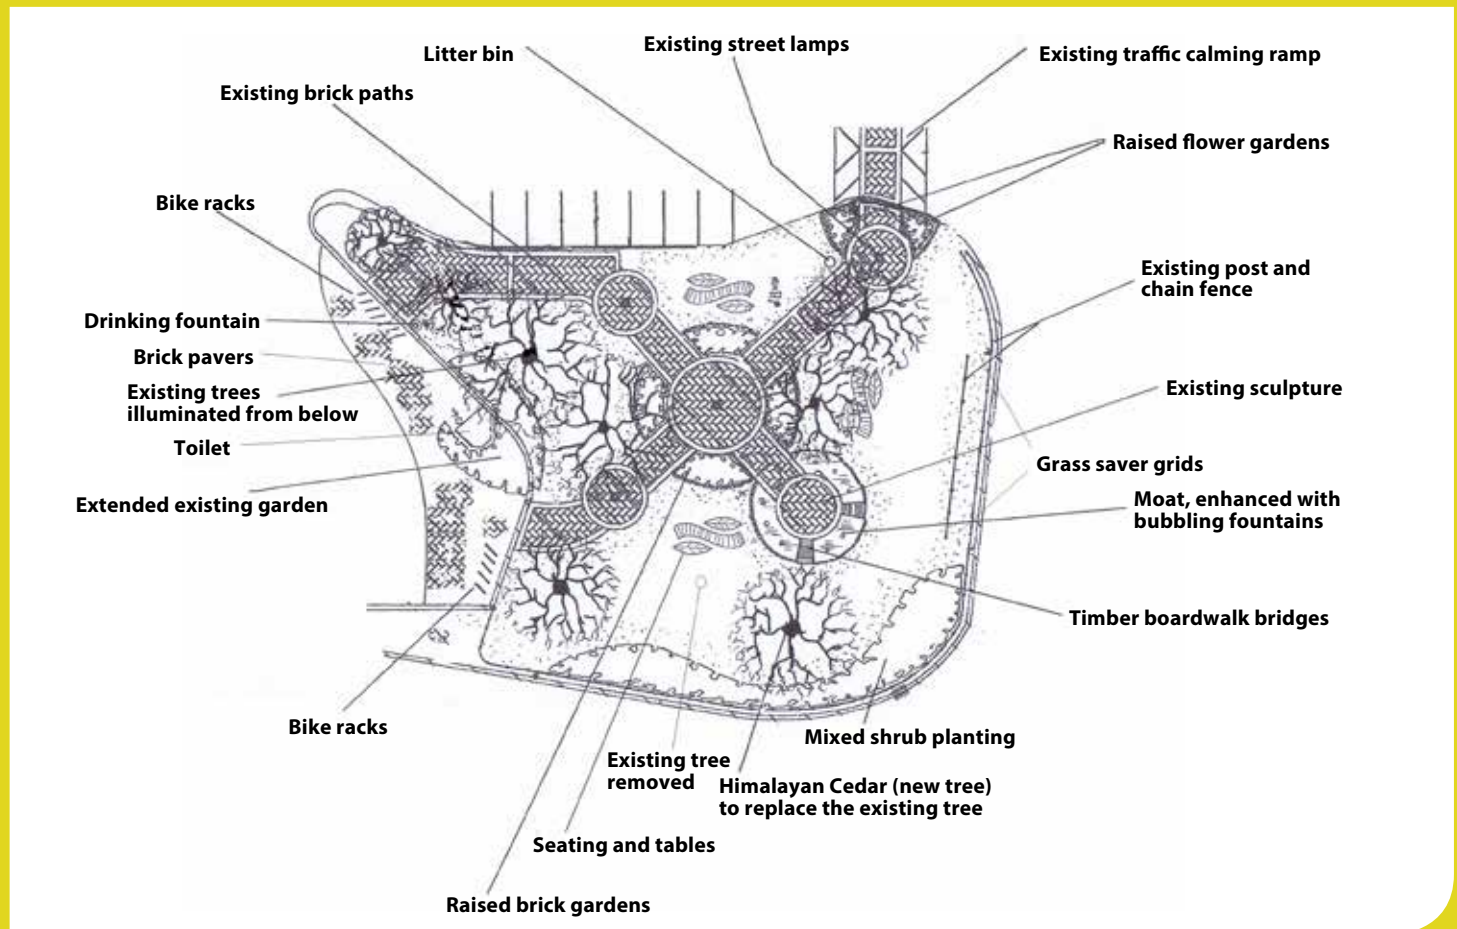 Existing street lamps
Litter bin
Existing traffic calming ramp
Existing brick paths
Raised flower gardens
Bike racks
Existing post and
chain fence
Drinking fountain
Brick pavers
Existing trees
illuminated from below
Existing sculpture
Toilet
Grass saver grids
Extended existing garden
Moat, enhanced with
bubbling fountains
Timber boardwalk bridges
Bike racks
Mixed shrub planting
Existing tree
removed
Himalayan Cedar (new tree)
to replace the existing tree
Seating and tables
Raised brick gardens